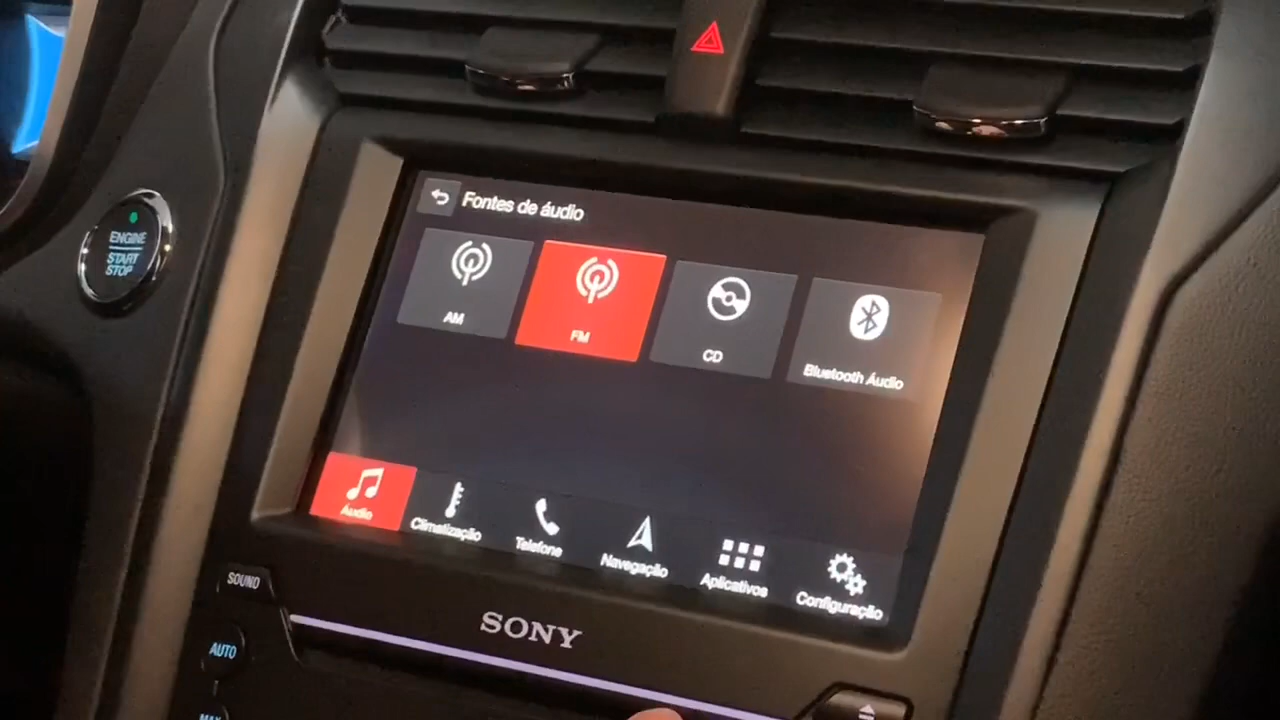 ENGINE
START
STOP
Fontes de áudio
AM
FM
CD
Bluetooth Áudio
Áudio
Climatização
Telefone
Navegação
Aplicativos
Configuração
SOUND
SONY
AUTO
MAX